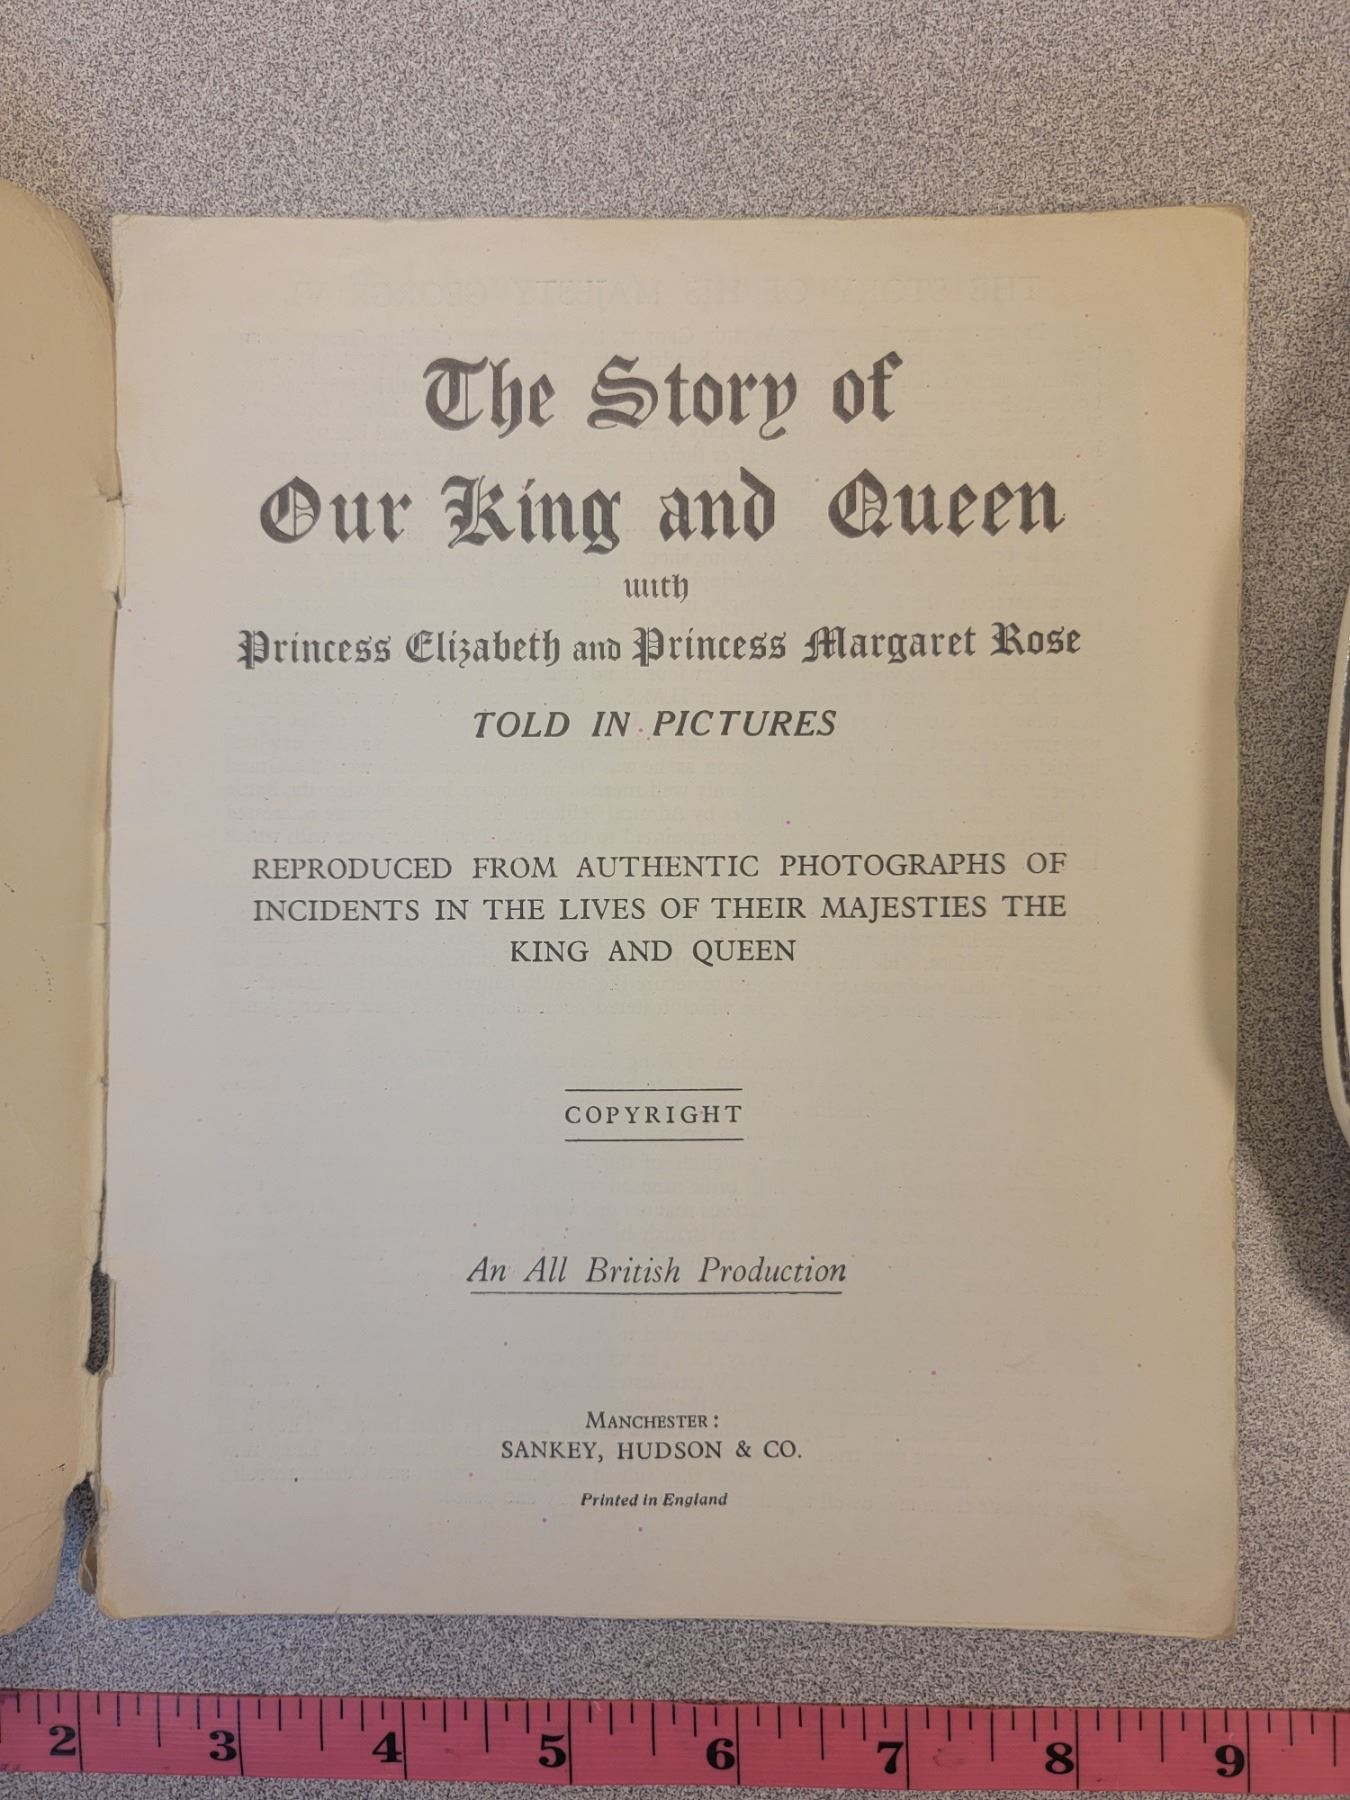 The Story of
Our King and Queen
with
Princess Elizabeth and Princess Margaret Rose
TOLD IN PICTURES
REPRODUCED FROM AUTHENTIC PHOTOGRAPHS OF
INCIDENTS IN THE LIVES OF THEIR MAJESTIES THE
KING AND QUEEN
COPYRIGHT
An All British Production
MANCHESTER:
SANKEY, HUDSON & CO.
Printed in England
2 3 4 5 6 7 8 9